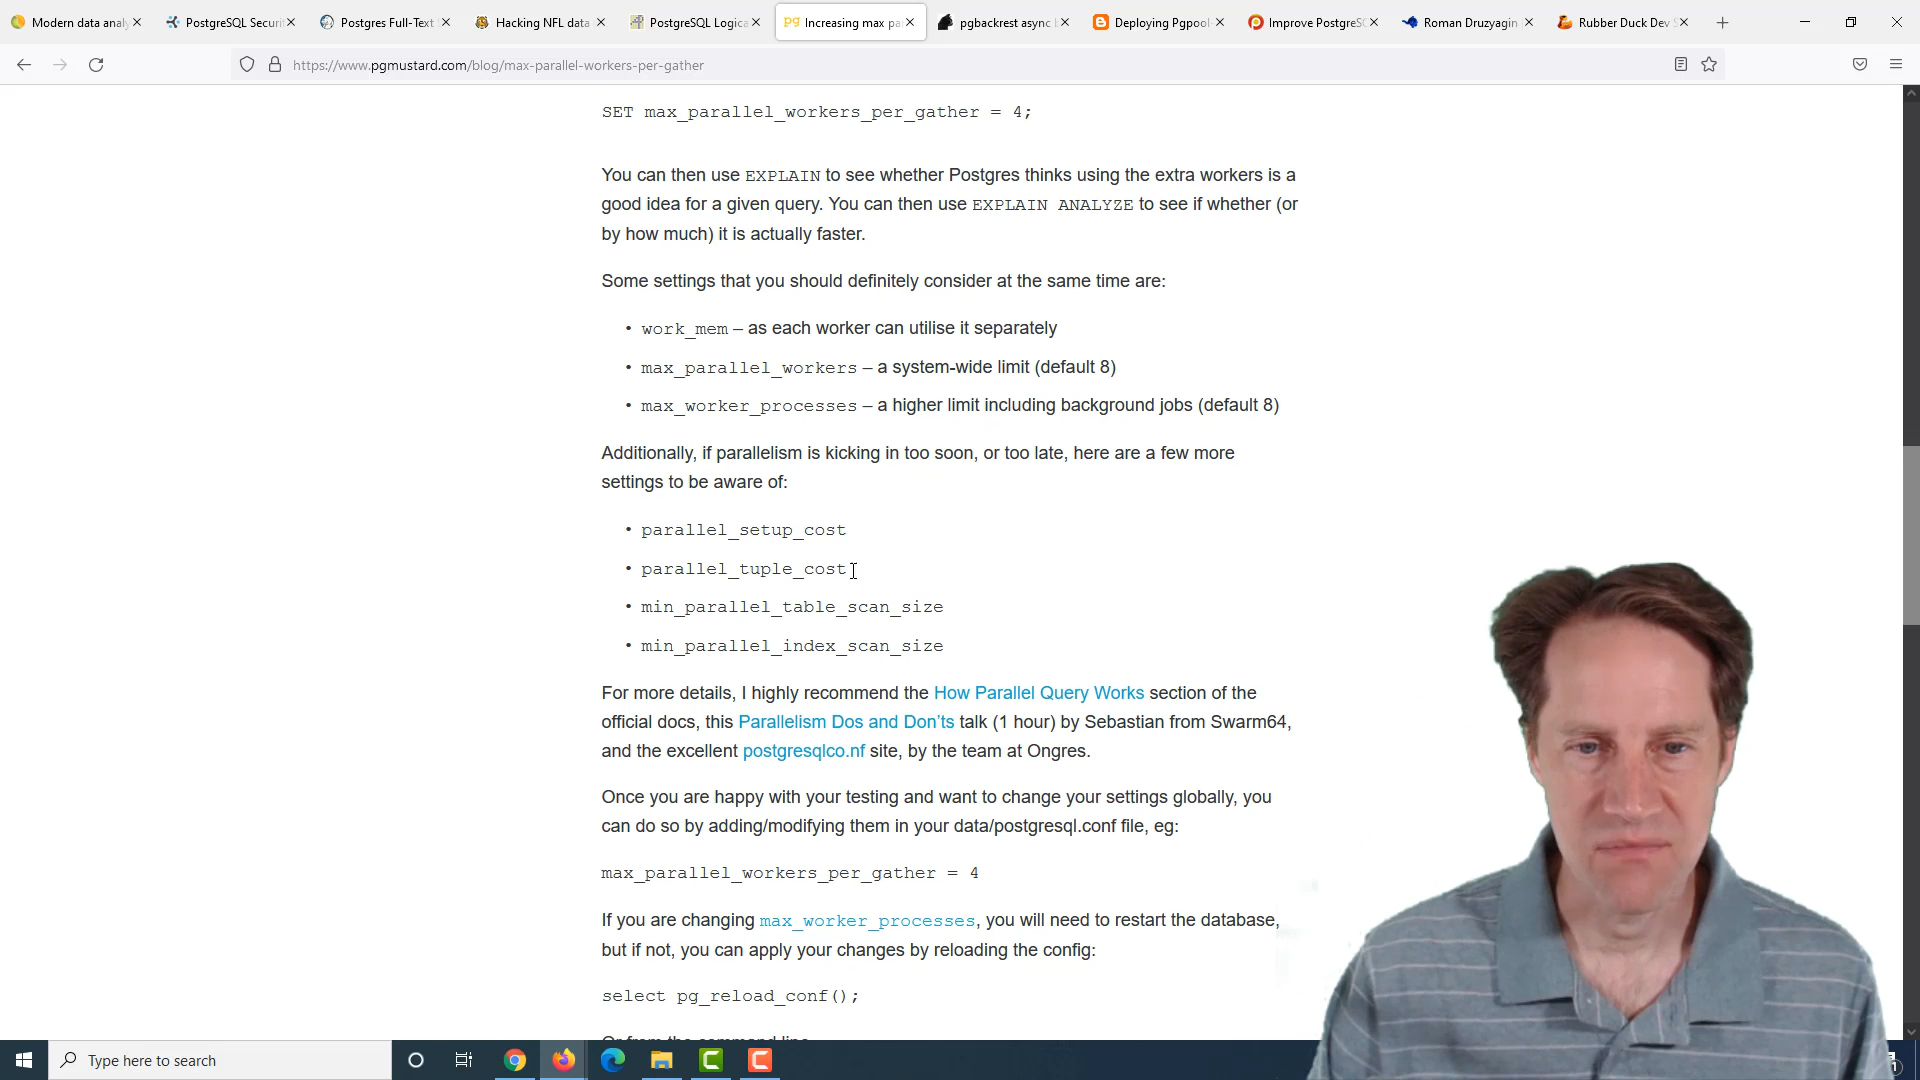 Modern data analy
PostgreSQL Securit
Postgres Full-Text
Hacking NFL data
PostgreSQL Logica
pg Increasing max pa
pgbackrest async
Deploying Pgpool-
Improve PostgreSQ
Roman Druzyagin
Rubber Duck Dev S
https://www.pgmustard.com/blog/max-parallel-workers-per-gather
SET max_parallel_workers_per_gather = 4;
You can then use EXPLAIN to see whether Postgres thinks using the extra workers is a
good idea for a given query. You can then use EXPLAIN ANALYZE to see if whether (or
by how much) it is actually faster.
Some settings that you should definitely consider at the same time are:
• work_mem – as each worker can utilise it separately
• max_parallel_workers – a system-wide limit (default 8)
• max_worker_processes – a higher limit including background jobs (default 8)
Additionally, if parallelism is kicking in too soon, or too late, here are a few more
settings to be aware of:
• parallel_setup_cost
• parallel_tuple_cost
• min_parallel_table_scan_size
• min_parallel_index_scan_size
For more details, I highly recommend the How Parallel Query Works section of the
official docs, this Parallelism Dos and Don’ts talk (1 hour) by Sebastian from Swarm64,
and the excellent postgresqlco.nf site, by the team at Ongres.
Once you are happy with your testing and want to change your settings globally, you
can do so by adding/modifying them in your data/postgresql.conf file, eg:
max_parallel_workers_per_gather = 4
If you are changing max_worker_processes, you will need to restart the database,
but if not, you can apply your changes by reloading the config:
select pg_reload_conf();
Type here to search